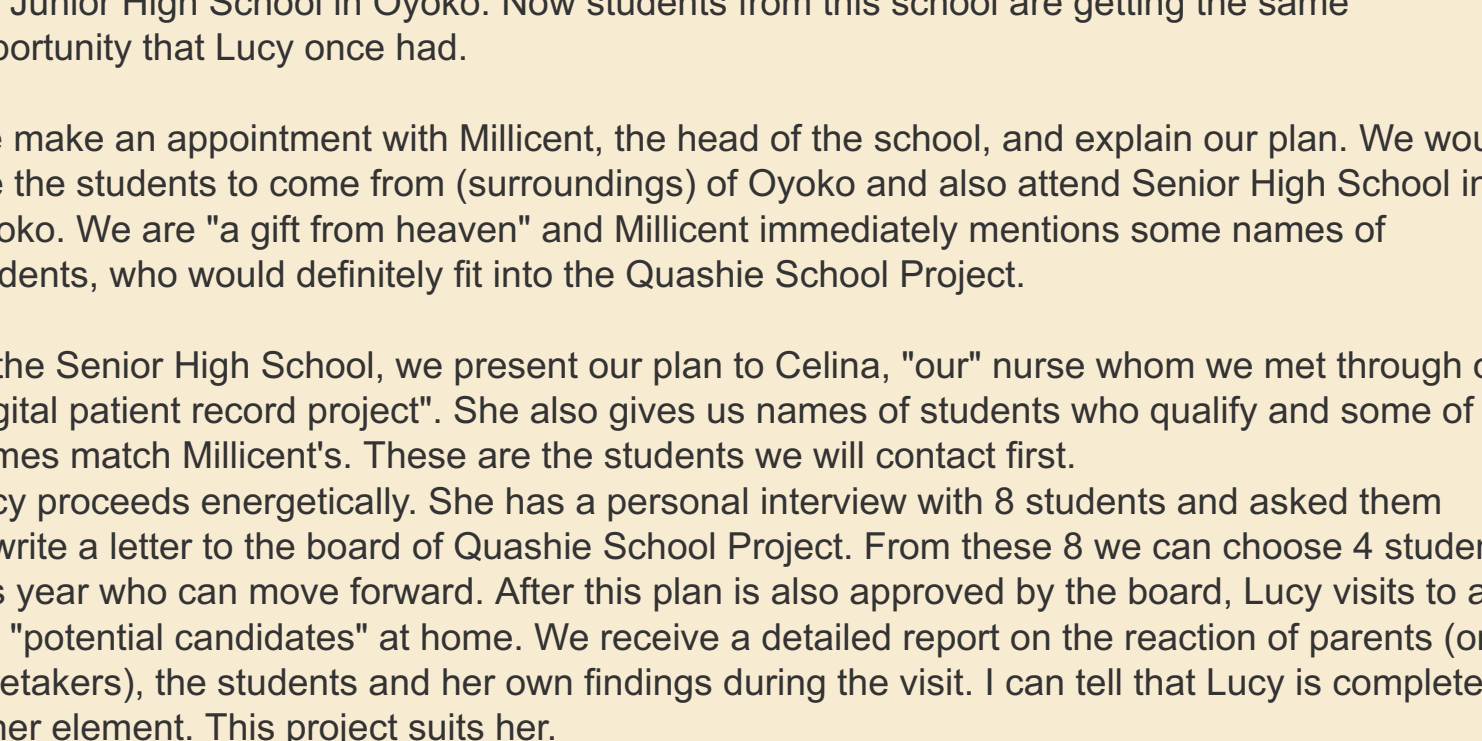 Junior High School in Oyoko. Now students from this school are getting the same
portunity that Lucy once had.
e make an appointment with Millicent, the head of the school, and explain our plan. We wou
e the students to come from (surroundings) of Oyoko and also attend Senior High School in
oko. We are "a gift from heaven" and Millicent immediately mentions some names of
dents, who would definitely fit into the Quashie School Project.
the Senior High School, we present our plan to Celina, "our" nurse whom we met through o
gital patient record project". She also gives us names of students who qualify and some of
mes match Millicent's. These are the students we will contact first.
cy proceeds energetically. She has a personal interview with 8 students and asked them
write a letter to the board of Quashie School Project. From these 8 we can choose 4 studen
s year who can move forward. After this plan is also approved by the board, Lucy visits to a
"potential candidates" at home. We receive a detailed report on the reaction of parents (or
etakers), the students and her own findings during the visit. I can tell that Lucy is complete
her element. This project suits her.